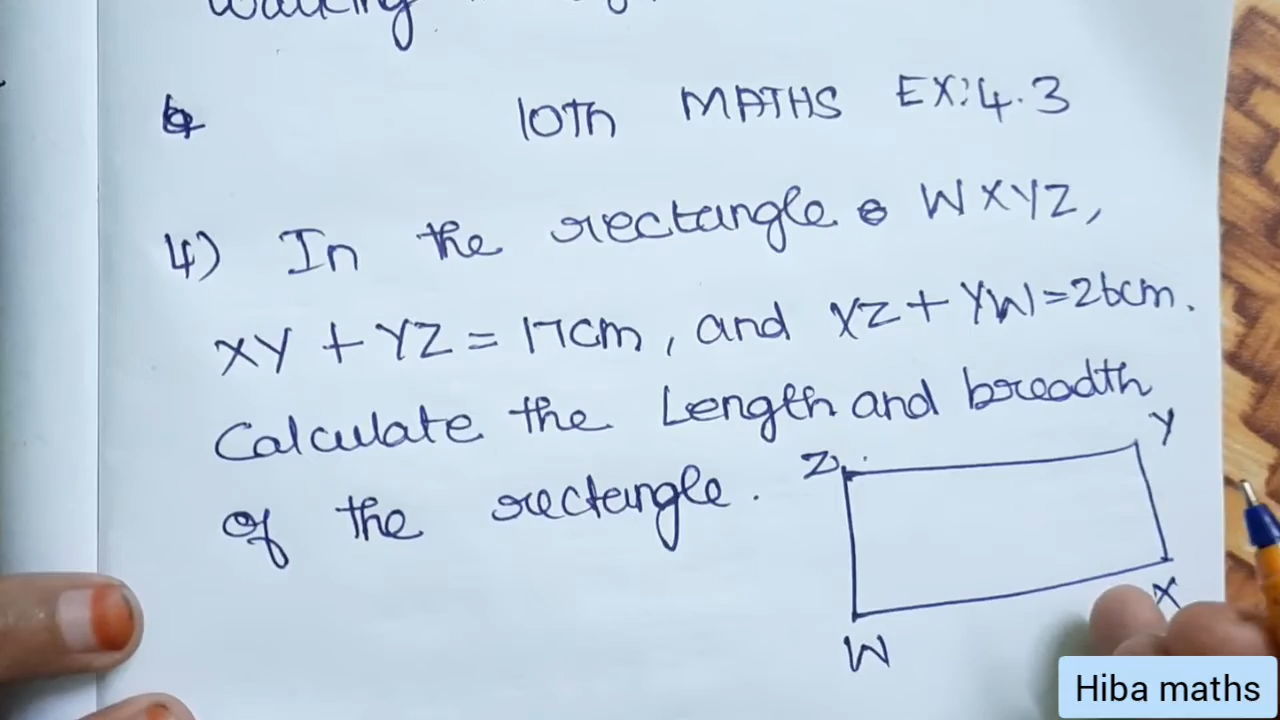 10Th MATHS EX:4.3
4) In the rectangle WXYZ,
XY + YZ = 17cm, and XZ + YW = 26cm.
Calculate the Length and breadth
of the rectangle.
Z Y
W X
Hiba maths